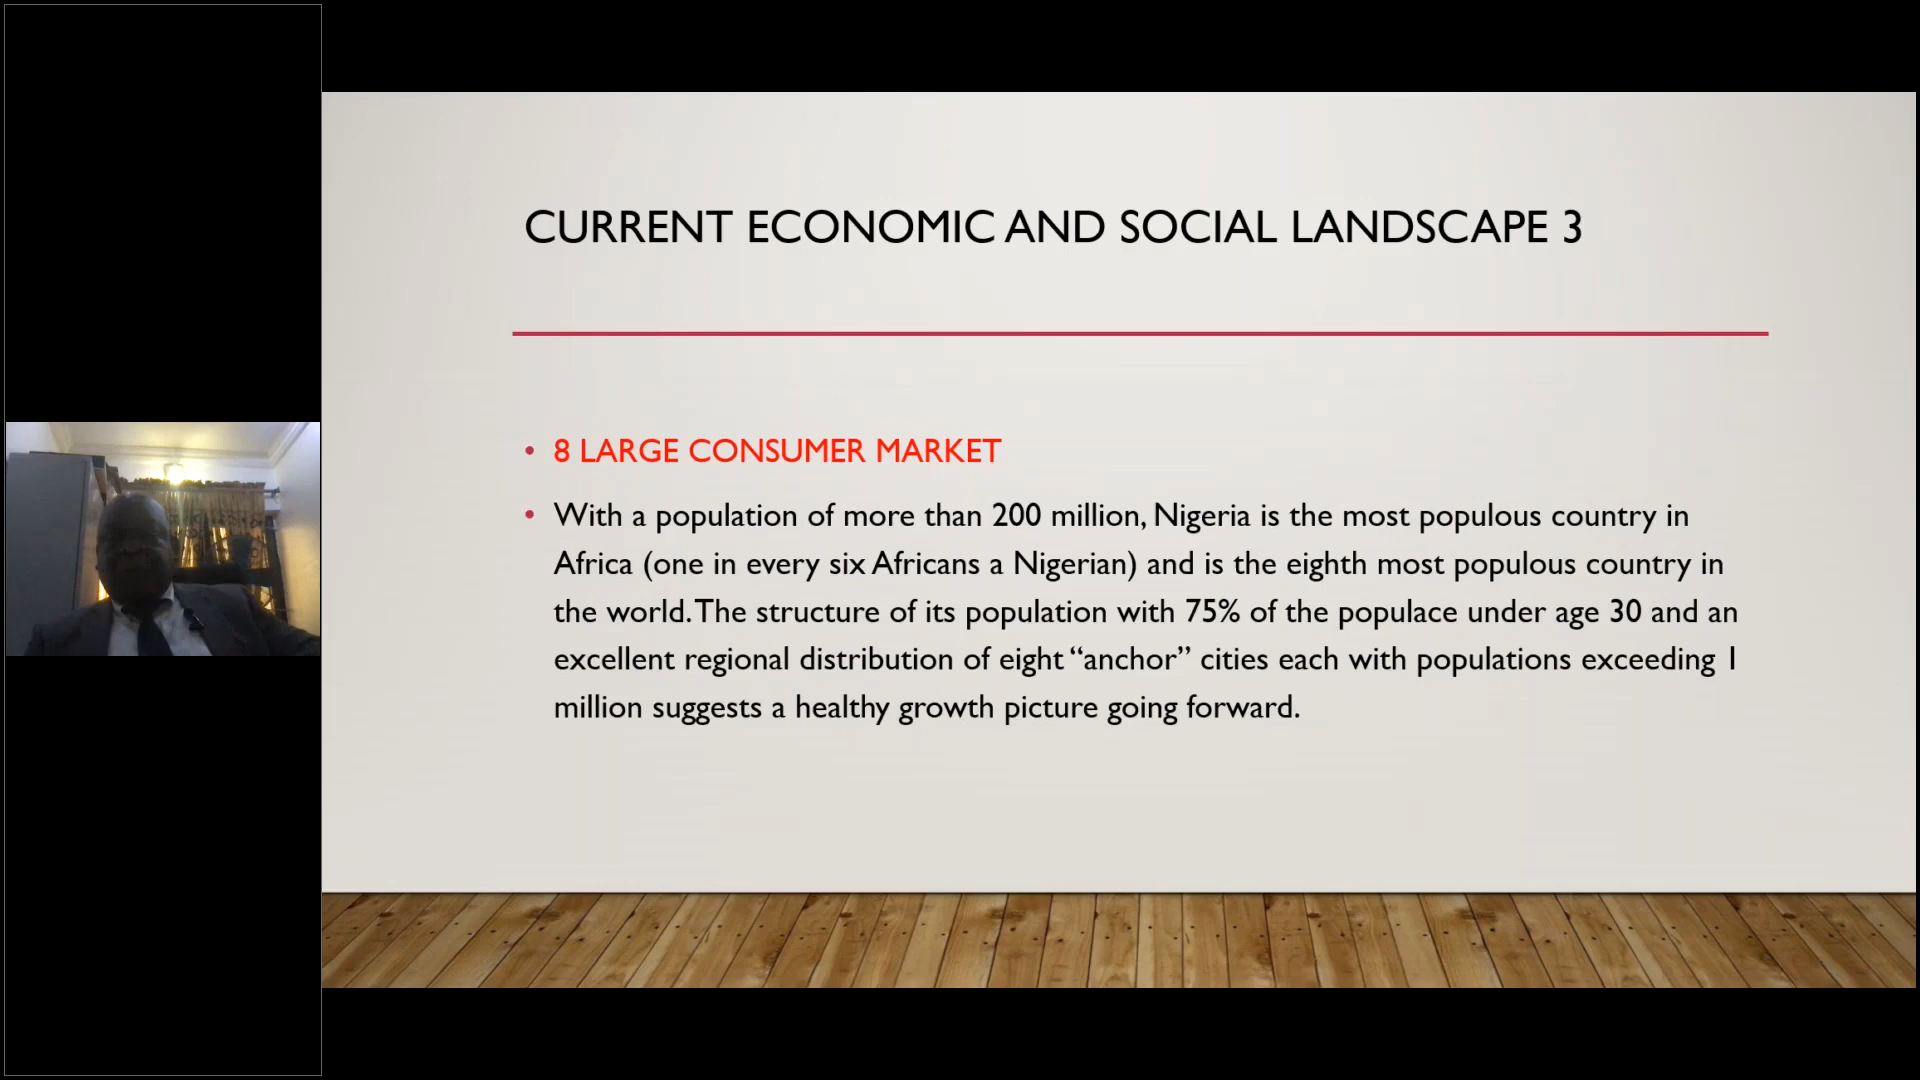 CURRENT ECONOMIC AND SOCIAL LANDSCAPE 3
• 8 LARGE CONSUMER MARKET
• With a population of more than 200 million, Nigeria is the most populous country in
Africa (one in every six Africans a Nigerian) and is the eighth most populous country in
the world. The structure of its population with 75% of the populace under age 30 and an
excellent regional distribution of eight “anchor” cities each with populations exceeding 1
million suggests a healthy growth picture going forward.